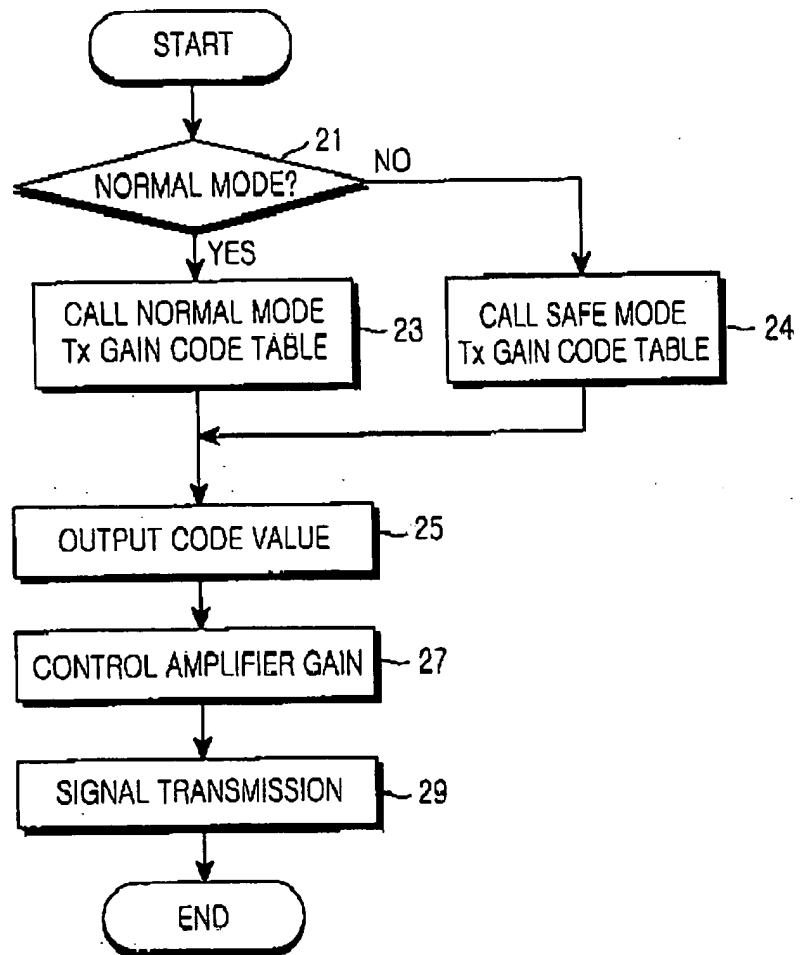 START
21
NORMAL MODE?
NO
YES
CALL NORMAL MODE
Tx GAIN CODE TABLE
23
CALL SAFE MODE
Tx GAIN CODE TABLE
24
OUTPUT CODE VALUE
25
CONTROL AMPLIFIER GAIN
27
SIGNAL TRANSMISSION
29
END